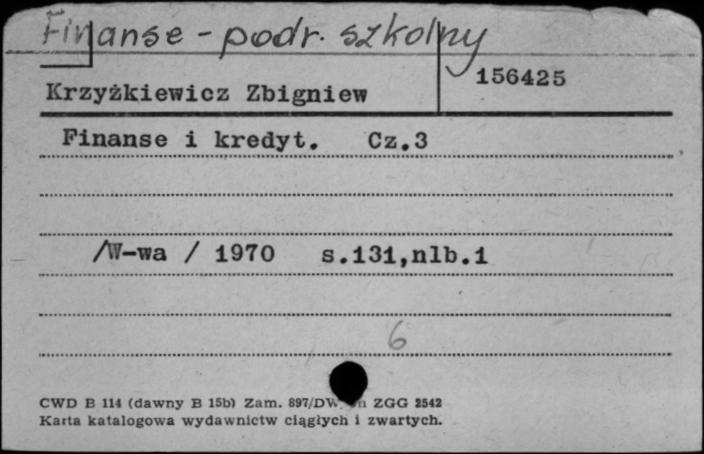 Finanse - podr. szkolny
156425
Krzyżkiewicz Zbigniew
Finanse i kredyt. Cz.3
/W-wa / 1970 s.131,nlb.1
6
CWD B 114 (dawny B 15b) Zam. 897/DW ZGG 2542
Karta katalogowa wydawnictw ciągłych i zwartych.